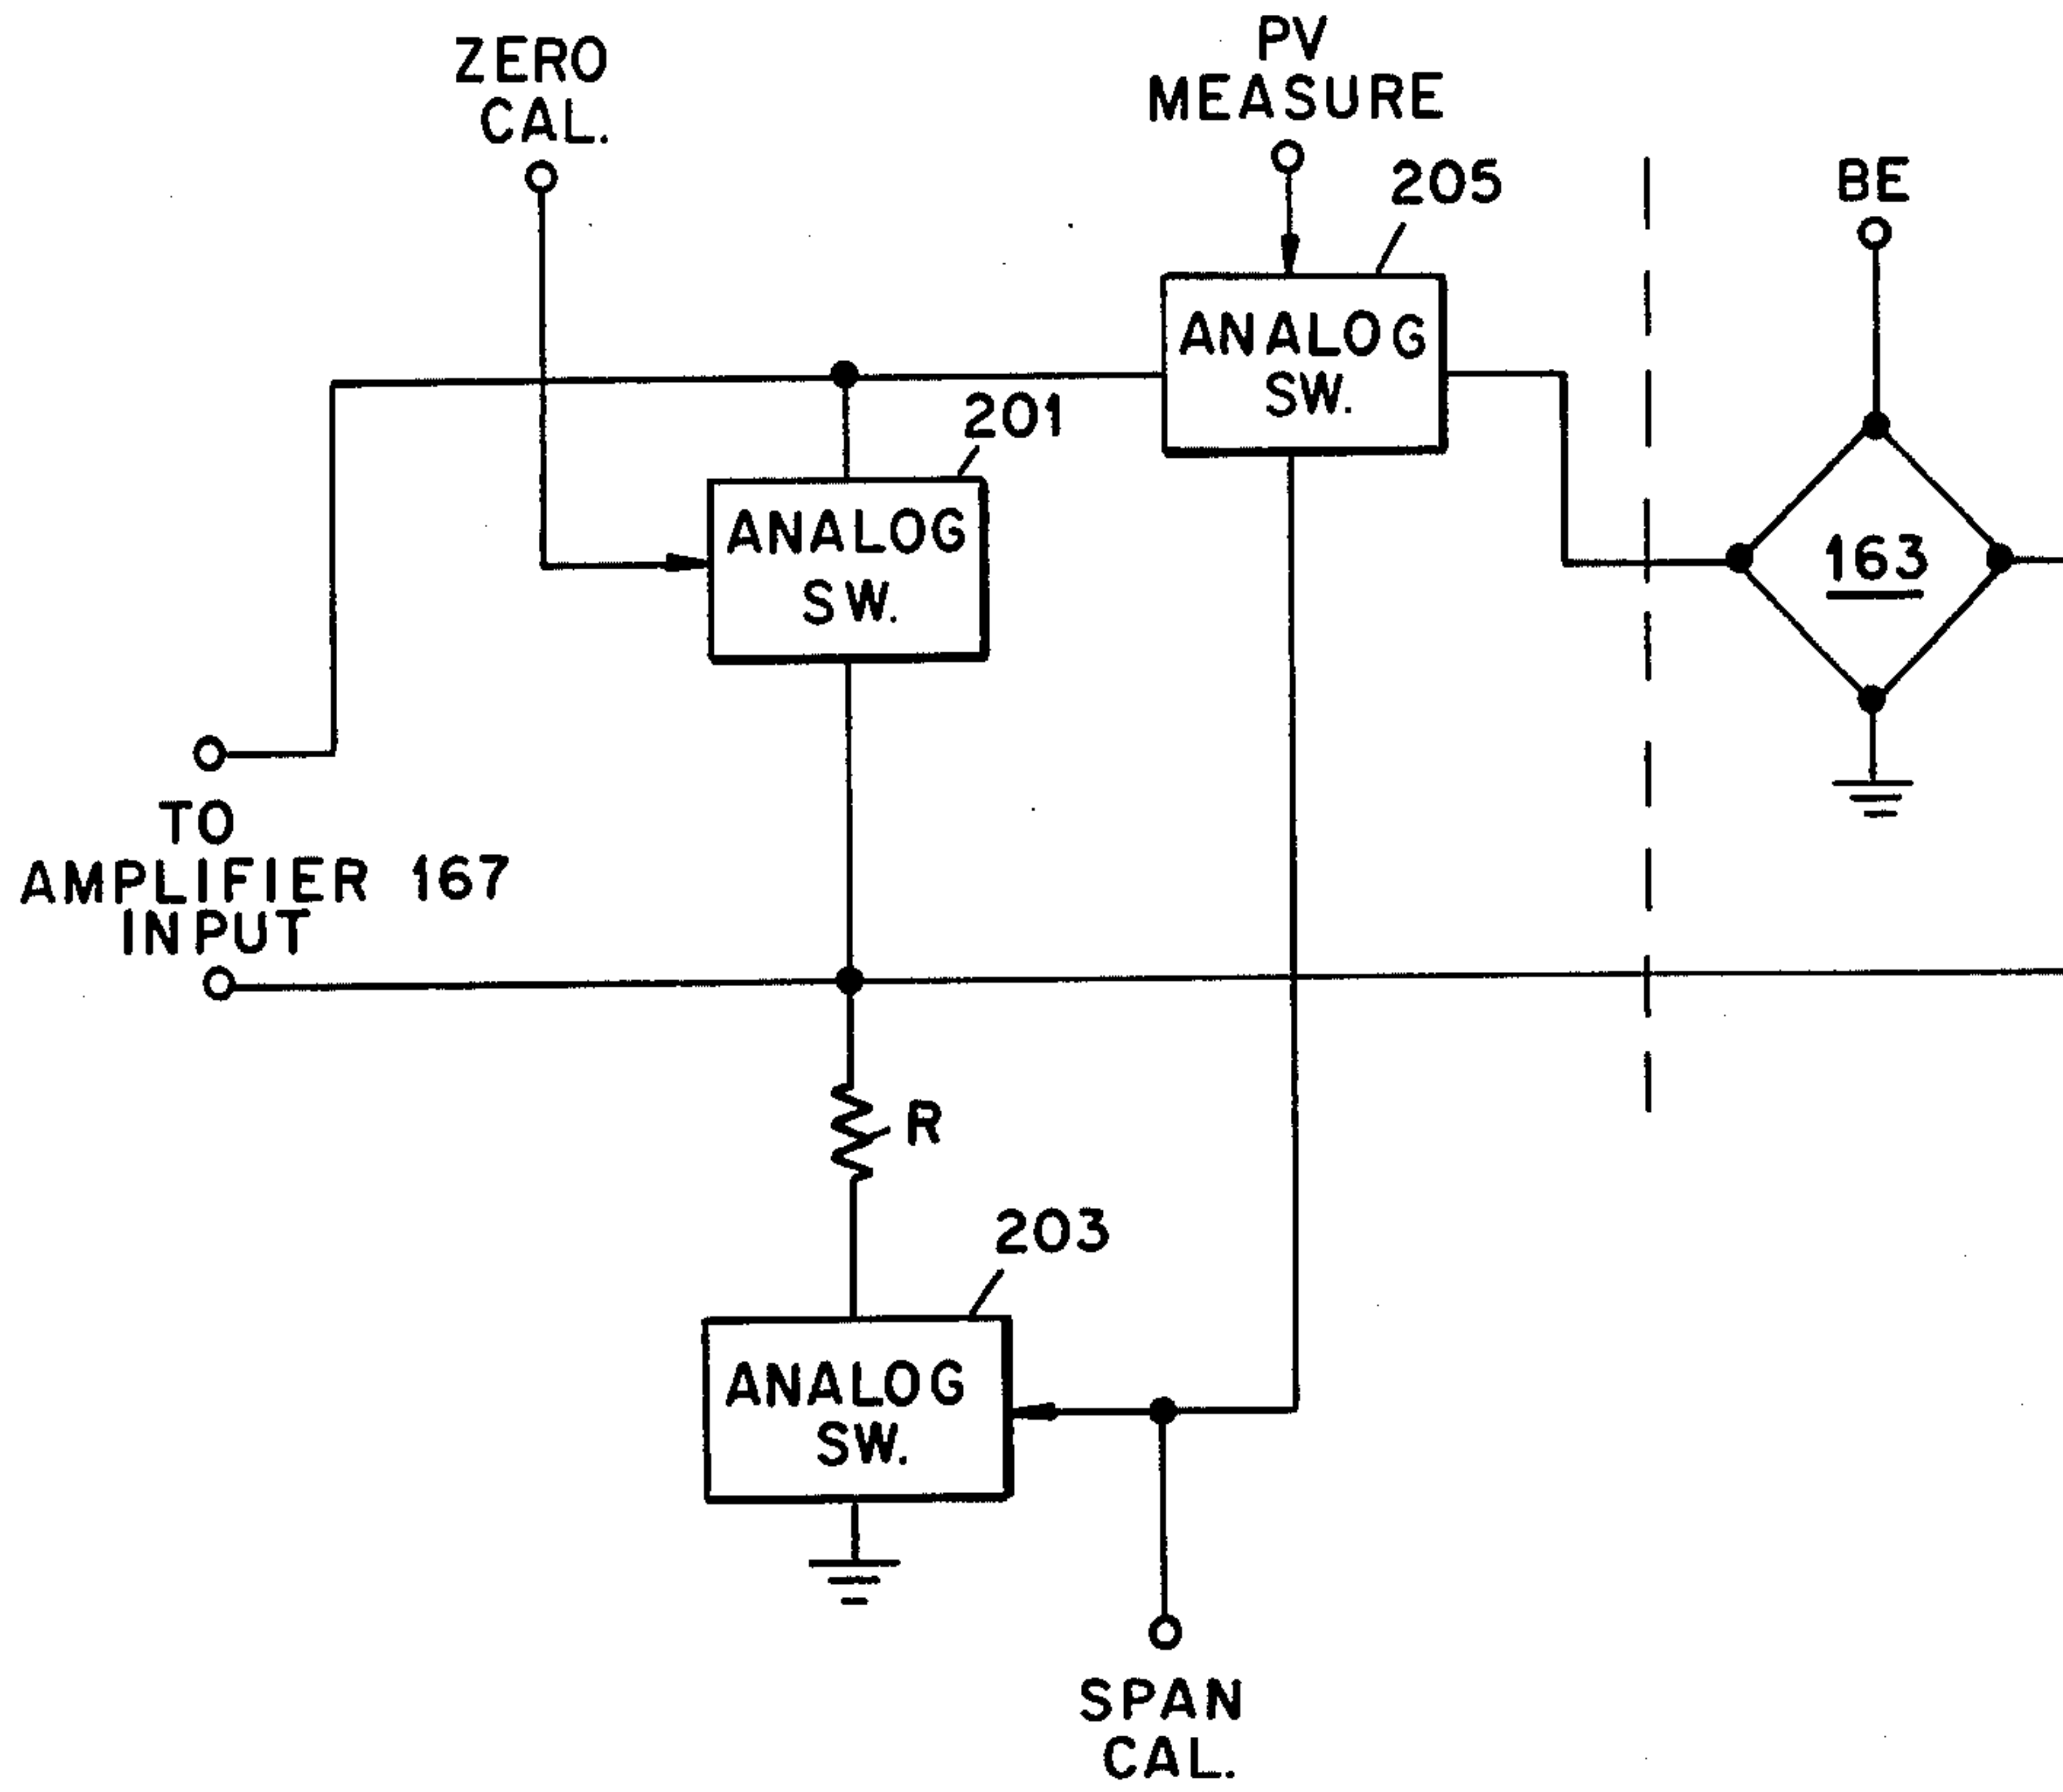 ZERO
CAL.
PV
MEASURE
205
BE
ANALOG
SW.
201
ANALOG
SW.
163
TO
AMPLIFIER 167
INPUT
R
203
ANALOG
SW.
SPAN
CAL.